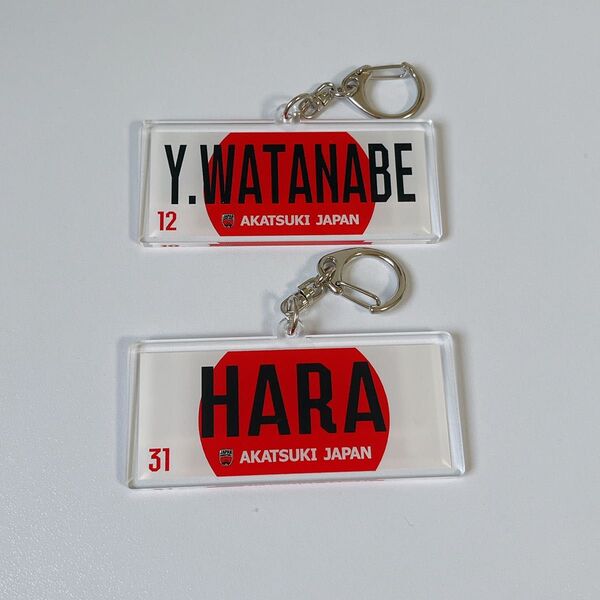 Y.WATANABE
12
AKATSUKI JAPAN
HARA
31
AKATSUKI JAPAN